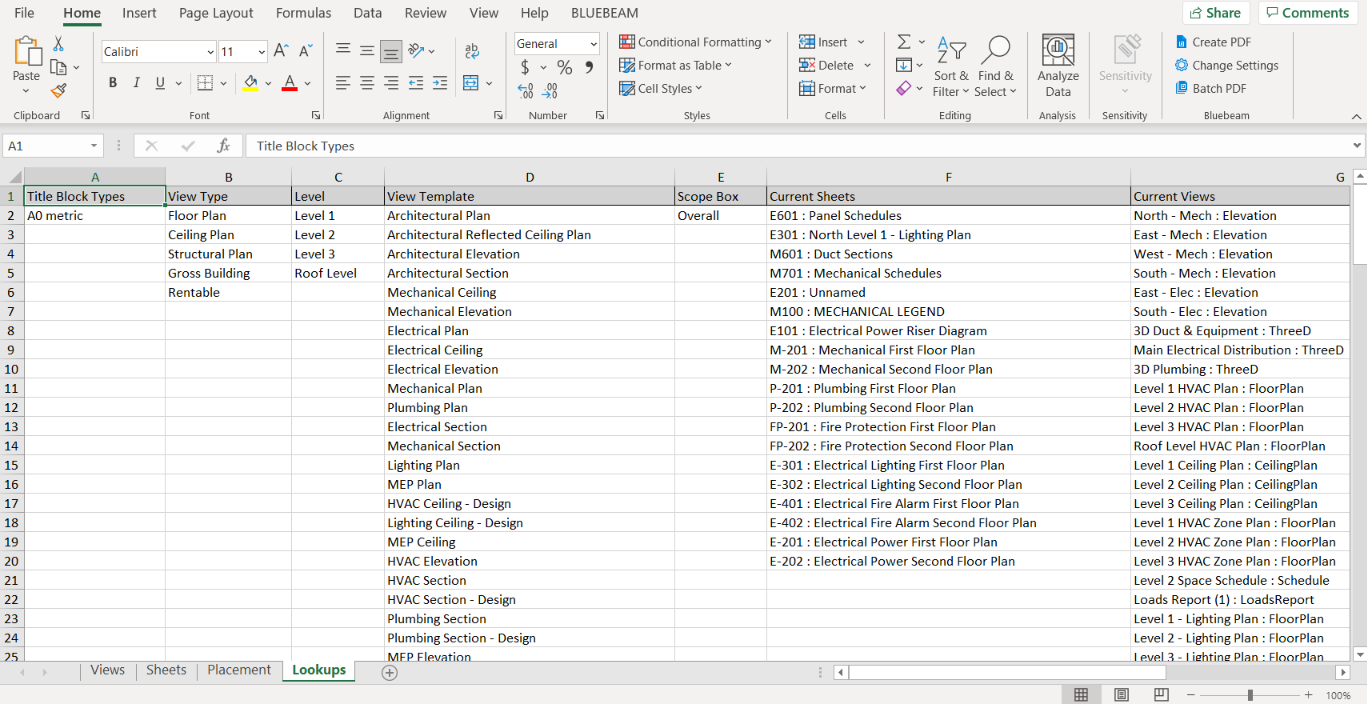 File Home Insert Page Layout Formulas Data Review View Help BLUEBEAM Share Comments
Paste Calibri 11 A^ A˅ ab General Conditional Formatting Insert Σ Create PDF
B I U A $ % 9 Format as Table Delete Sort & Filter Find & Select Analyze Data Sensitivity Change Settings
Cell Styles Format Batch PDF
Clipboard Font Alignment Number Styles Cells Editing Analysis Sensitivity Bluebeam
A1 fx Title Block Types
A B C D E F G
1 Title Block Types View Type Level View Template Scope Box Current Sheets Current Views
2 A0 metric Floor Plan Level 1 Architectural Plan Overall E601 : Panel Schedules North - Mech : Elevation
3 Ceiling Plan Level 2 Architectural Reflected Ceiling Plan E301 : North Level 1 - Lighting Plan East - Mech : Elevation
4 Structural Plan Level 3 Architectural Elevation M601 : Duct Sections West - Mech : Elevation
5 Gross Building Roof Level Architectural Section M701 : Mechanical Schedules South - Mech : Elevation
6 Rentable Mechanical Ceiling E201 : Unnamed East - Elec : Elevation
7 Mechanical Elevation M100 : MECHANICAL LEGEND South - Elec : Elevation
8 Electrical Plan E101 : Electrical Power Riser Diagram 3D Duct & Equipment : ThreeD
9 Electrical Ceiling M-201 : Mechanical First Floor Plan Main Electrical Distribution : ThreeD
10 Electrical Elevation M-202 : Mechanical Second Floor Plan 3D Plumbing : ThreeD
11 Mechanical Plan P-201 : Plumbing First Floor Plan Level 1 HVAC Plan : FloorPlan
12 Plumbing Plan P-202 : Plumbing Second Floor Plan Level 2 HVAC Plan : FloorPlan
13 Electrical Section FP-201 : Fire Protection First Floor Plan Level 3 HVAC Plan : FloorPlan
14 Mechanical Section FP-202 : Fire Protection Second Floor Plan Roof Level HVAC Plan : FloorPlan
15 Lighting Plan E-301 : Electrical Lighting First Floor Plan Level 1 Ceiling Plan : CeilingPlan
16 MEP Plan E-302 : Electrical Lighting Second Floor Plan Level 2 Ceiling Plan : CeilingPlan
17 HVAC Ceiling - Design E-401 : Electrical Fire Alarm First Floor Plan Level 3 Ceiling Plan : CeilingPlan
18 Lighting Ceiling - Design E-402 : Electrical Fire Alarm Second Floor Plan Level 1 HVAC Zone Plan : FloorPlan
19 MEP Ceiling E-201 : Electrical Power First Floor Plan Level 2 HVAC Zone Plan : FloorPlan
20 HVAC Elevation E-202 : Electrical Power Second Floor Plan Level 3 HVAC Zone Plan : FloorPlan
21 HVAC Section Level 2 Space Schedule : Schedule
22 HVAC Section - Design Loads Report (1) : LoadsReport
23 Plumbing Section Level 1 - Lighting Plan : FloorPlan
24 Plumbing Section - Design Level 2 - Lighting Plan : FloorPlan
25 MEP Elevation Level 3 - Lighting Plan : FloorPlan
Views Sheets Placement Lookups
100%